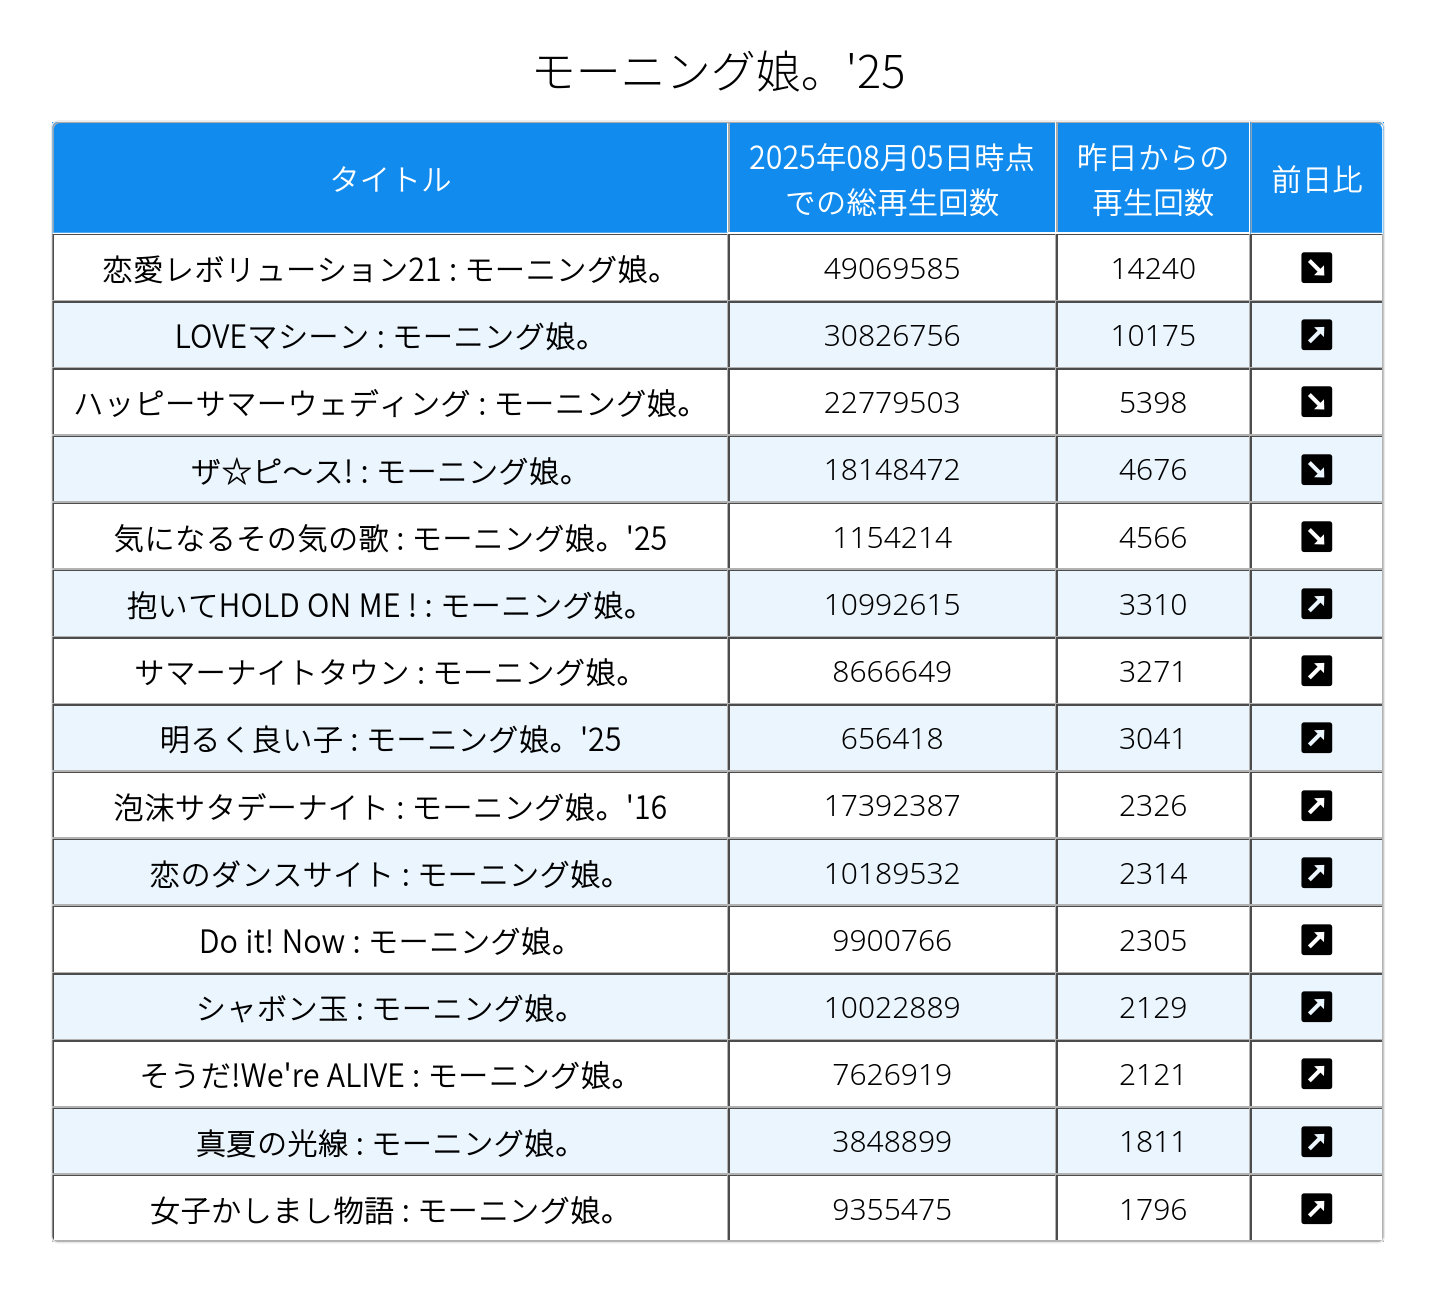 モーニング娘。'25
タイトル 2025年08月05日時点での総再生回数 昨日からの再生回数 前日比
恋愛レボリューション21 : モーニング娘。 49069585 14240 ↘
LOVEマシーン : モーニング娘。 30826756 10175 ↗
ハッピーサマーウェディング : モーニング娘。 22779503 5398 ↘
ザ☆ピ〜ス! : モーニング娘。 18148472 4676 ↘
気になるその気の歌 : モーニング娘。'25 1154214 4566 ↘
抱いてHOLD ON ME ! : モーニング娘。 10992615 3310 ↗
サマーナイトタウン : モーニング娘。 8666649 3271 ↗
明るく良い子 : モーニング娘。'25 656418 3041 ↗
泡沫サタデーナイト : モーニング娘。'16 17392387 2326 ↗
恋のダンスサイト : モーニング娘。 10189532 2314 ↗
Do it! Now : モーニング娘。 9900766 2305 ↗
シャボン玉 : モーニング娘。 10022889 2129 ↗
そうだ!We're ALIVE : モーニング娘。 7626919 2121 ↗
真夏の光線 : モーニング娘。 3848899 1811 ↗
女子かしまし物語 : モーニング娘。 9355475 1796 ↗